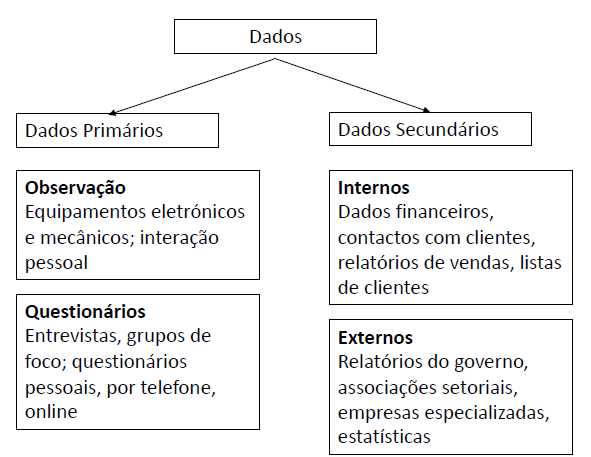 Dados
Dados Primários
Dados Secundários
Observação
Equipamentos eletrónicos
e mecânicos; interação
pessoal
Questionários
Entrevistas, grupos de
foco; questionários
pessoais, por telefone,
online
Internos
Dados financeiros,
contactos com clientes,
relatórios de vendas, listas
de clientes
Externos
Relatórios do governo,
associações setoriais,
empresas especializadas,
estatísticas